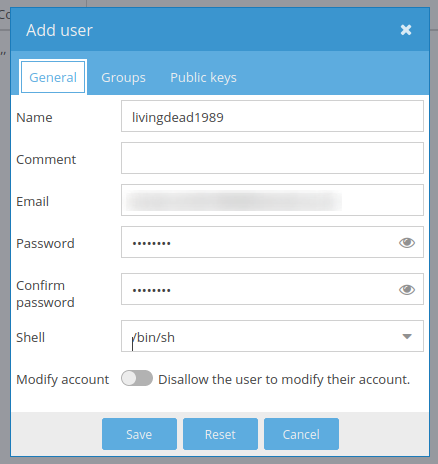 Add user
General Groups Public keys
Name livingdead1989
Comment
Email
Password ••••••••
Confirm
password ••••••••
Shell /bin/sh
Modify account Disallow the user to modify their account.
Save Reset Cancel